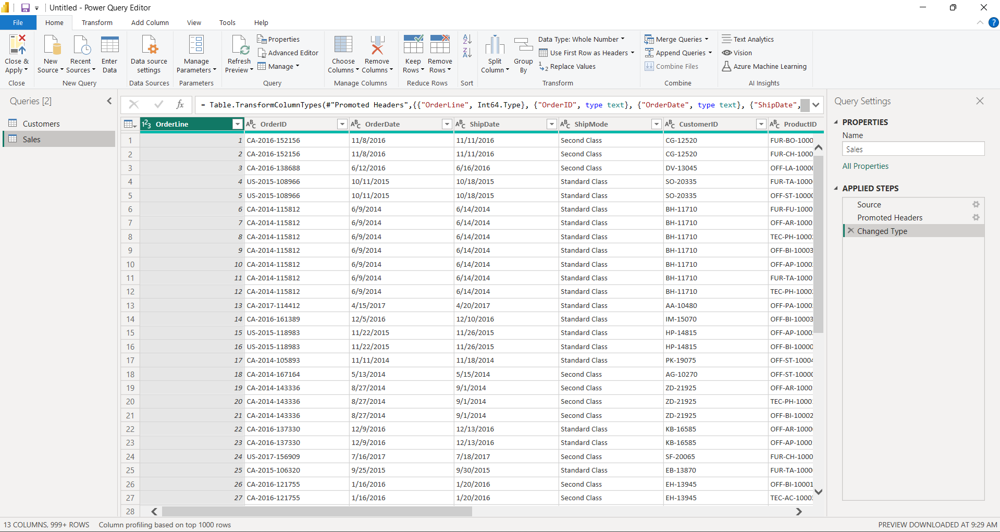 Untitled - Power Query Editor
File Home Transform Add Column View Tools Help
Close & Apply
New Source
Recent Sources
Enter Data
Data source settings
Manage Parameters
Refresh Preview
Properties
Advanced Editor
Manage
Choose Columns
Remove Columns
Keep Rows
Remove Rows
Split Column
Group By
Data Type: Whole Number
Use First Row as Headers
Replace Values
Merge Queries
Append Queries
Combine Files
Text Analytics
Vision
Azure Machine Learning
Close New Query Data Sources Parameters Query Manage Columns Reduce Rows Sort Transform Combine AI Insights
Queries [2]
Customers
Sales
fx = Table.TransformColumnTypes(#"Promoted Headers",{{"OrderLine", Int64.Type}, {"OrderID", type text}, {"OrderDate", type text}, {"ShipDate",
OrderLine OrderID OrderDate ShipDate ShipMode CustomerID ProductID
1 1 CA-2016-152156 11/8/2016 11/11/2016 Second Class CG-12520 FUR-BO-1000
2 2 CA-2016-152156 11/8/2016 11/11/2016 Second Class CG-12520 FUR-CH-1000
3 3 CA-2016-138688 6/12/2016 6/16/2016 Second Class DV-13045 OFF-LA-1000
4 4 US-2015-108966 10/11/2015 10/18/2015 Standard Class SO-20335 FUR-TA-1000
5 5 US-2015-108966 10/11/2015 10/18/2015 Standard Class SO-20335 OFF-ST-1000
6 6 CA-2014-115812 6/9/2014 6/14/2014 Standard Class BH-11710 FUR-FU-1000
7 7 CA-2014-115812 6/9/2014 6/14/2014 Standard Class BH-11710 OFF-AR-1000
8 8 CA-2014-115812 6/9/2014 6/14/2014 Standard Class BH-11710 TEC-PH-1000
9 9 CA-2014-115812 6/9/2014 6/14/2014 Standard Class BH-11710 OFF-BI-10003
10 10 CA-2014-115812 6/9/2014 6/14/2014 Standard Class BH-11710 OFF-AP-1000
11 11 CA-2014-115812 6/9/2014 6/14/2014 Standard Class BH-11710 FUR-TA-1000
12 12 CA-2014-115812 6/9/2014 6/14/2014 Standard Class BH-11710 TEC-PH-1000
13 13 CA-2017-114412 4/15/2017 4/20/2017 Standard Class AA-10480 OFF-PA-1000
14 14 CA-2016-161389 12/5/2016 12/10/2016 Standard Class IM-15070 OFF-BI-10003
15 15 US-2015-118983 11/22/2015 11/26/2015 Standard Class HP-14815 OFF-AP-1000
16 16 US-2015-118983 11/22/2015 11/26/2015 Standard Class HP-14815 OFF-BI-10000
17 17 CA-2014-105893 11/11/2014 11/18/2014 Standard Class PK-19075 OFF-ST-10004
18 18 CA-2014-167164 5/13/2014 5/15/2014 Second Class AG-10270 OFF-ST-1000
19 19 CA-2014-143336 8/27/2014 9/1/2014 Second Class ZD-21925 OFF-AR-1000
20 20 CA-2014-143336 8/27/2014 9/1/2014 Second Class ZD-21925 TEC-PH-1000
21 21 CA-2014-143336 8/27/2014 9/1/2014 Second Class ZD-21925 OFF-BI-10002
22 22 CA-2016-137330 12/9/2016 12/13/2016 Standard Class KB-16585 OFF-AR-1000
23 23 CA-2016-137330 12/9/2016 12/13/2016 Standard Class KB-16585 OFF-AP-1000
24 24 US-2017-156909 7/16/2017 7/18/2017 Second Class SF-20065 FUR-CH-1000
25 25 CA-2015-106320 9/25/2015 9/30/2015 Standard Class EB-13870 FUR-TA-1000
26 26 CA-2016-121755 1/16/2016 1/20/2016 Second Class EH-13945 OFF-BI-10001
27 27 CA-2016-121755 1/16/2016 1/20/2016 Second Class EH-13945 TEC-AC-1000
28
Query Settings
PROPERTIES
Name
Sales
All Properties
APPLIED STEPS
Source
Promoted Headers
Changed Type
13 COLUMNS, 999+ ROWS Column profiling based on top 1000 rows
PREVIEW DOWNLOADED AT 9:29 AM